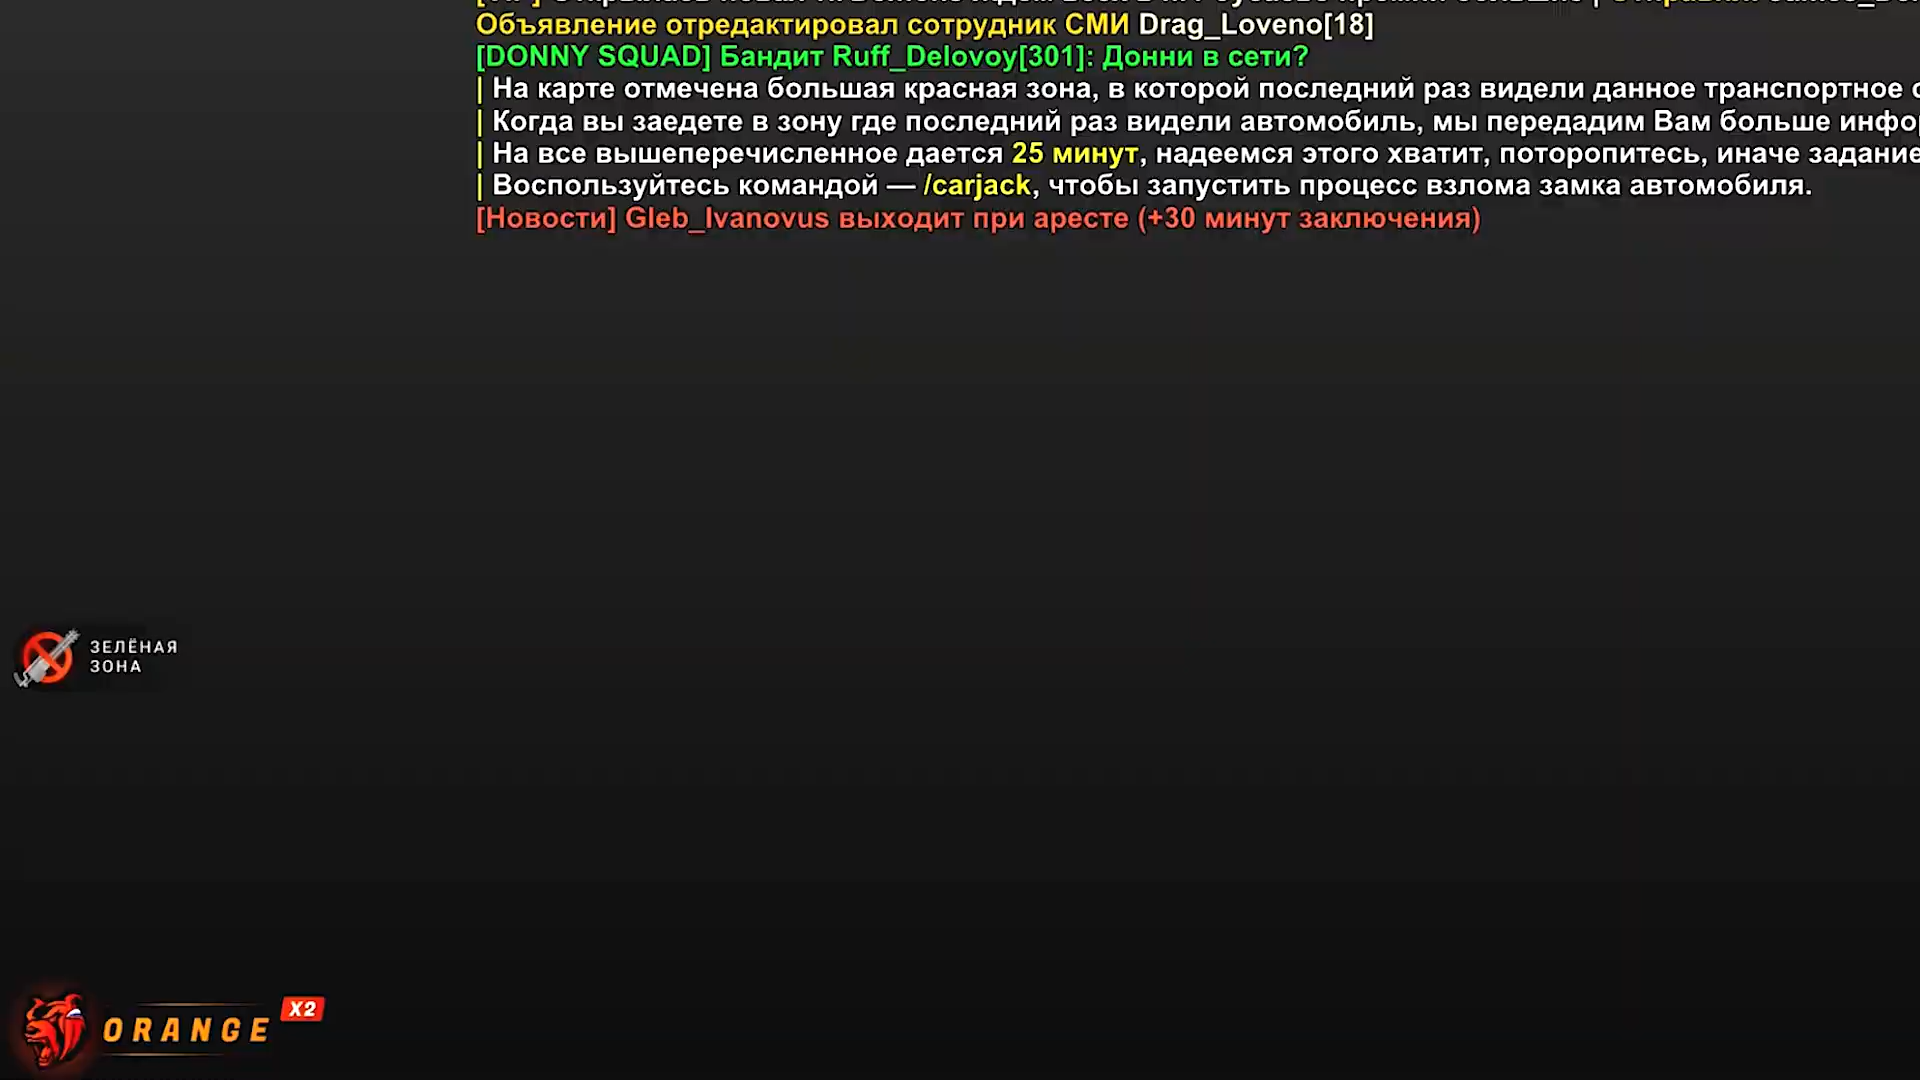 Объявление отредактировал сотрудник СМИ Drag_Loveno[18]
[DONNY SQUAD] Бандит Ruff_Delovoy[301]: Донни в сети?
| На карте отмечена большая красная зона, в которой последний раз видели данное транспортное
| Когда вы заедете в зону где последний раз видели автомобиль, мы передадим Вам больше инфо
| На все вышеперечисленное дается 25 минут, надеемся этого хватит, поторопитесь, иначе задание
| Воспользуйтесь командой — /carjack, чтобы запустить процесс взлома замка автомобиля.
[Новости] Gleb_Ivanovus выходит при аресте (+30 минут заключения)
ЗЕЛЁНАЯ
ЗОНА
ORANGE X2